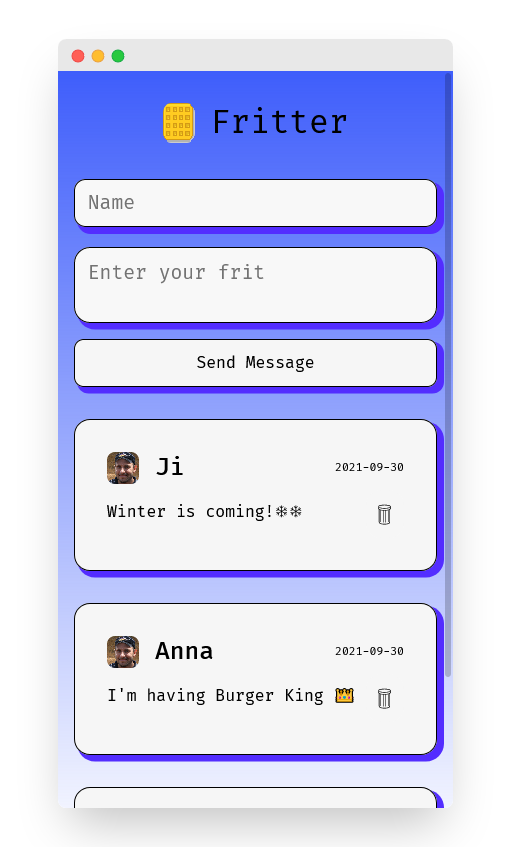 Fritter
Name
Enter your frit
Send Message
Ji
2021-09-30
Winter is coming!❄❄
Anna
2021-09-30
I'm having Burger King 👑